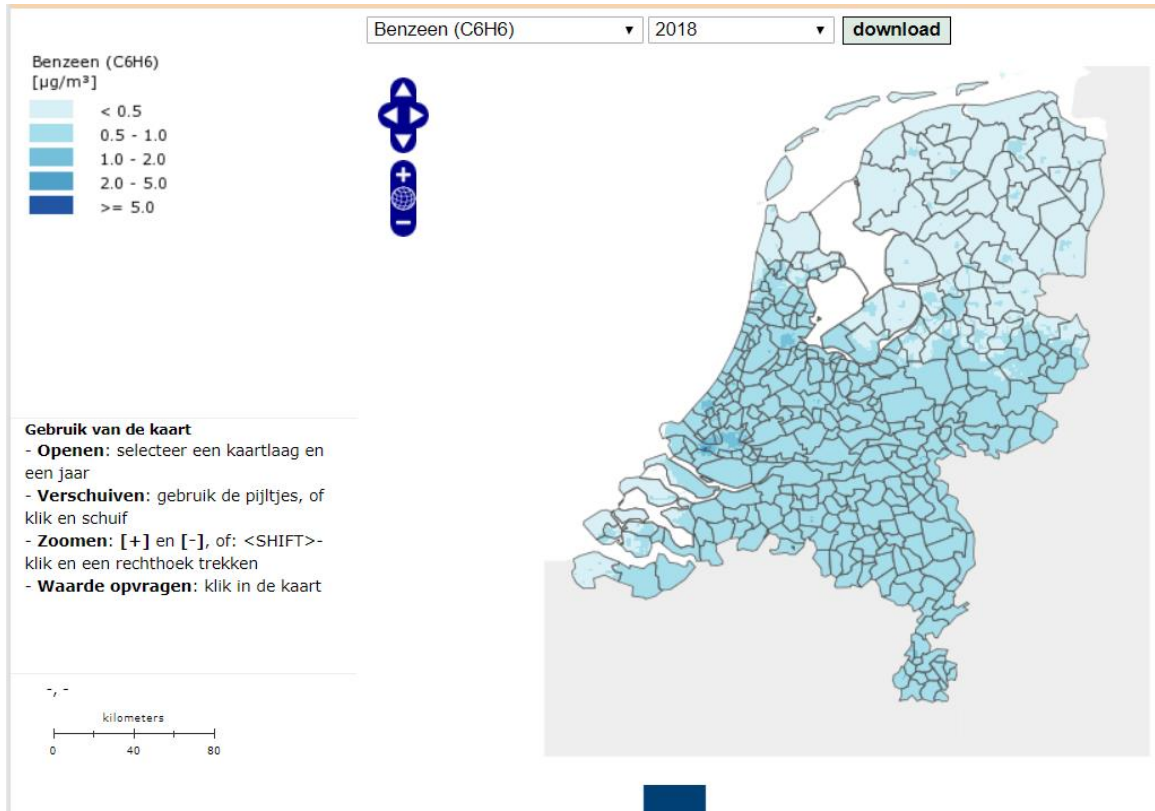 Benzeen (C6H6) 2018 download
Benzeen (C6H6)
[µg/m³]
< 0.5
0.5 - 1.0
1.0 - 2.0
2.0 - 5.0
>= 5.0
+
-
Gebruik van de kaart
- Openen: selecteer een kaartlaag en
een jaar
- Verschuiven: gebruik de pijltjes, of
klik en schuif
- Zoomen: [+] en [-], of: <SHIFT>-
klik en een rechthoek trekken
- Waarde opvragen: klik in de kaart
-, -
kilometers
0 40 80